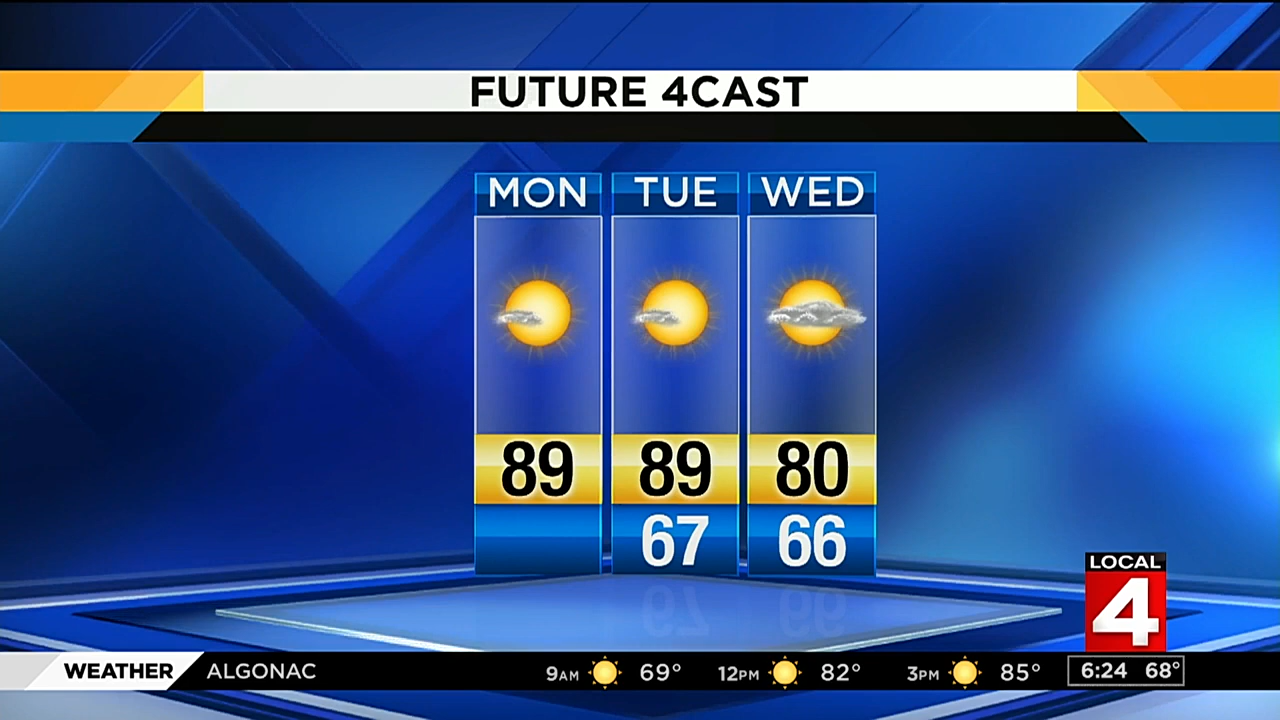 FUTURE 4CAST
MON TUE WED
89 89 80
67 66
LOCAL
4
WEATHER ALGONAC 9AM 69° 12PM 82° 3PM 85° 6:24 68°